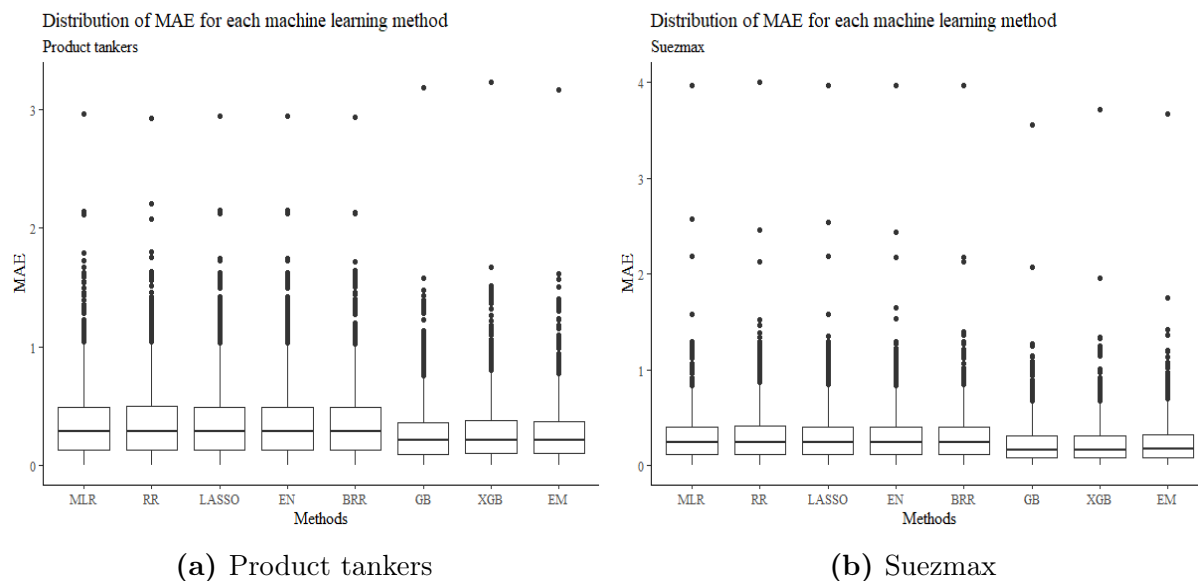 Distribution of MAE for each machine learning method
Product tankers
3
2
1
0
MAE
MLR RR LASSO EN BRR GB XGB EM
Methods
(a) Product tankers
Distribution of MAE for each machine learning method
Suezmax
4
3
2
1
0
MAE
MLR RR LASSO EN BRR GB XGB EM
Methods
(b) Suezmax